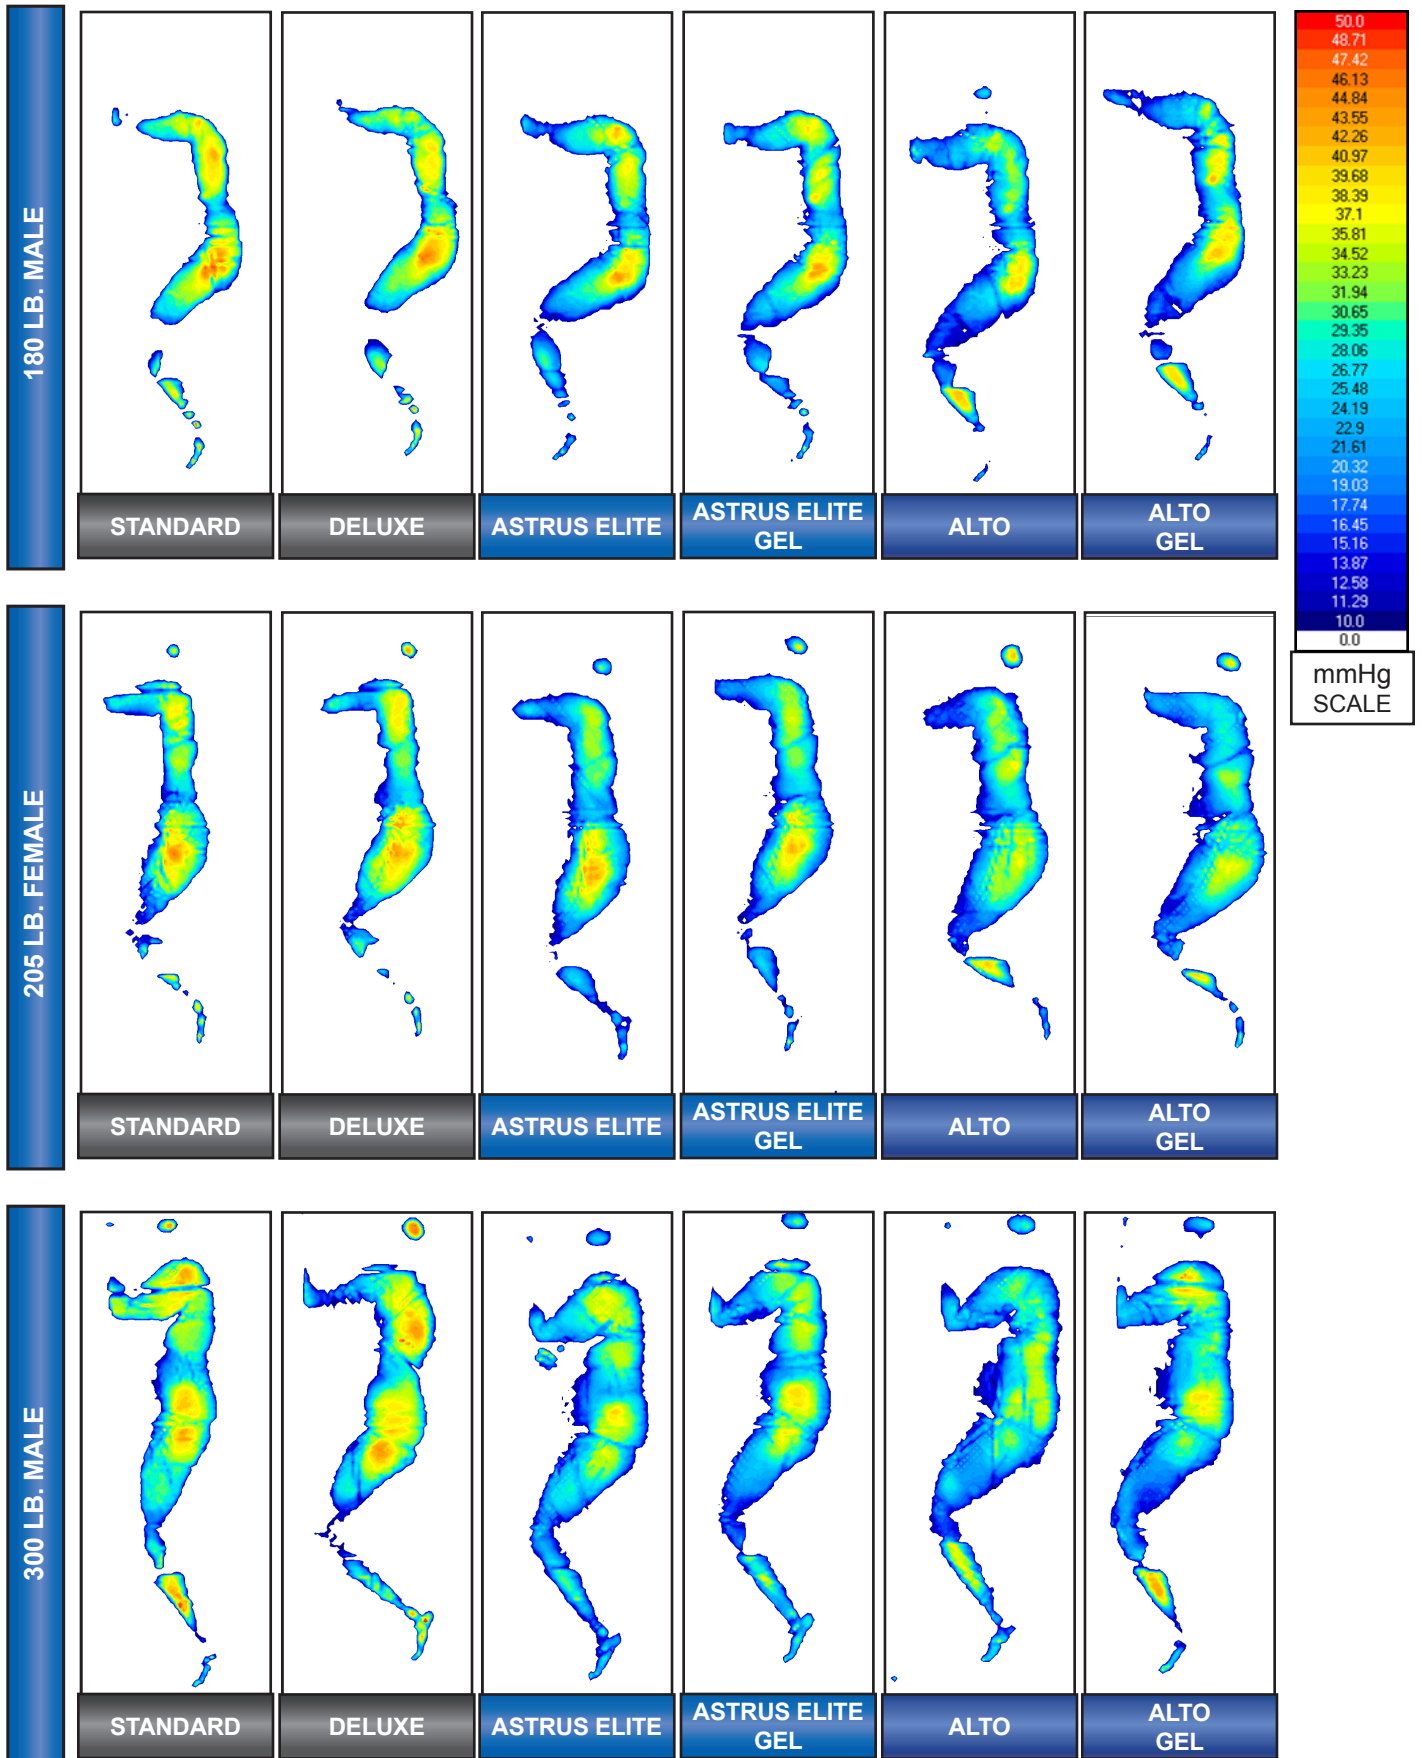 180 LB. MALE
STANDARD
DELUXE
ASTRUS ELITE
ASTRUS ELITE
GEL
ALTO
ALTO
GEL
50.0
48.71
47.42
46.13
44.84
43.55
42.26
40.97
39.68
38.39
37.1
35.81
34.52
33.23
31.94
30.65
29.35
28.06
26.77
25.48
24.19
22.9
21.61
20.32
19.03
17.74
16.45
15.16
13.87
12.58
11.29
10.0
0.0
mmHg
SCALE
205 LB. FEMALE
STANDARD
DELUXE
ASTRUS ELITE
ASTRUS ELITE
GEL
ALTO
ALTO
GEL
300 LB. MALE
STANDARD
DELUXE
ASTRUS ELITE
ASTRUS ELITE
GEL
ALTO
ALTO
GEL